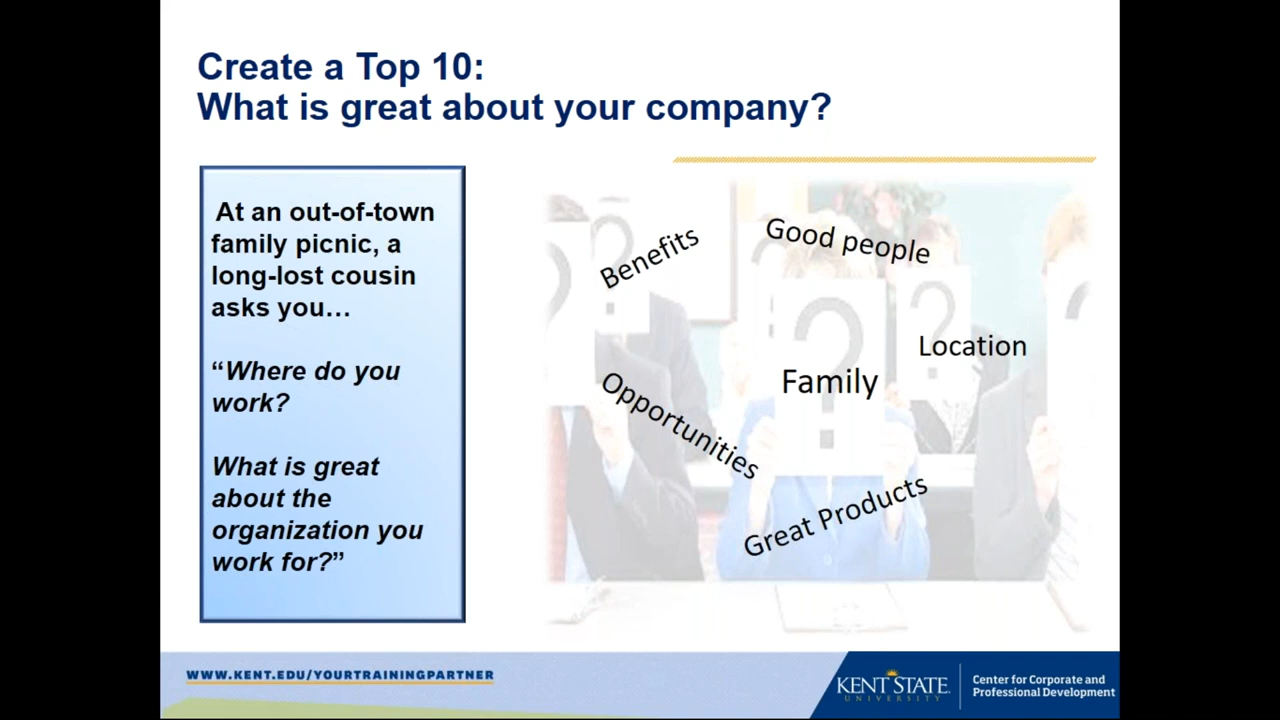 Create a Top 10:
What is great about your company?
At an out-of-town
family picnic, a
long-lost cousin
asks you…
“Where do you
work?
What is great
about the
organization you
work for?”
Benefits
Good people
Location
Family
Opportunities
Great Products
WWW.KENT.EDU/YOURTRAININGPARTNER
KENT STATE
UNIVERSITY
Center for Corporate and
Professional Development